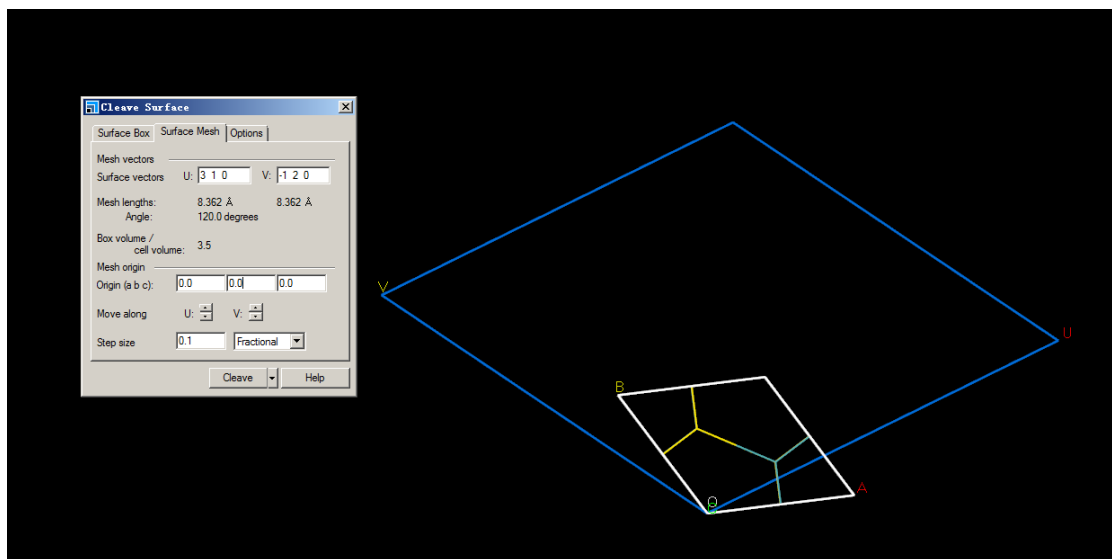 Cleave Surface
Surface Box Surface Mesh Options
Mesh vectors
Surface vectors U: 3 1 0 V: -1 2 0
Mesh lengths: 8.362 Å 8.362 Å
Angle: 120.0 degrees
Box volume /
cell volume: 3.5
Mesh origin
Origin (a b c): 0.0 0.0 0.0
Move along U: V:
Step size 0.1 Fractional
Cleave Help
V
U
B
A
O